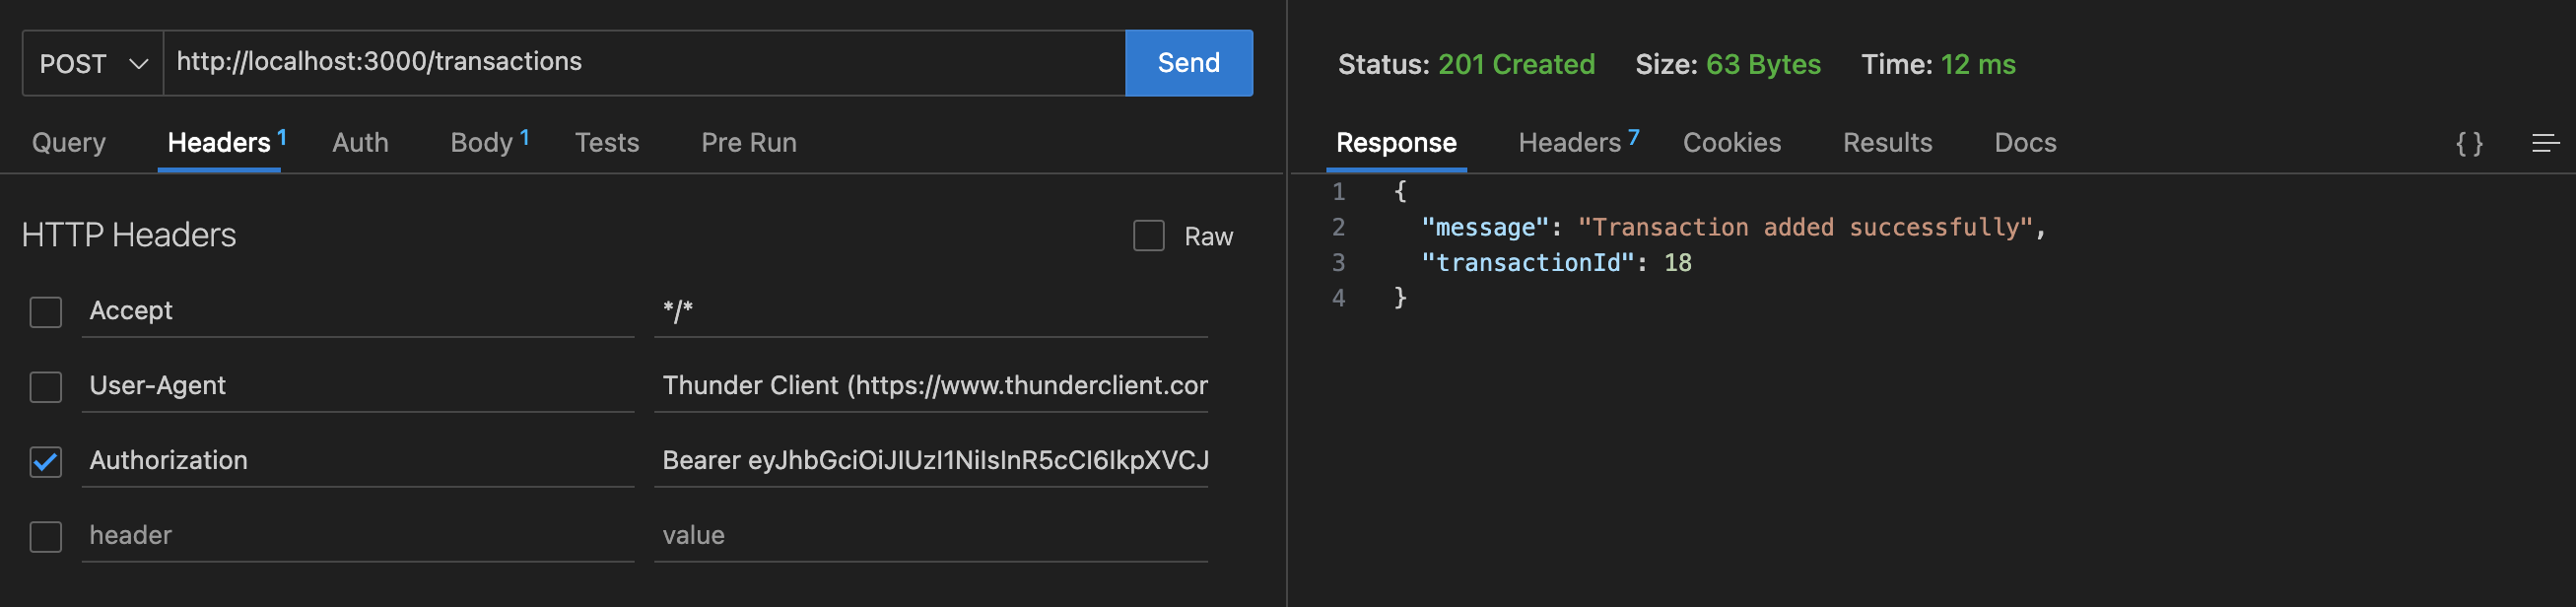 POST http://localhost:3000/transactions Send
Query Headers 1 Auth Body 1 Tests Pre Run
HTTP Headers Raw
Accept */*
User-Agent Thunder Client (https://www.thunderclient.cor
Authorization Bearer eyJhbGciOiJIUzI1NiIsInR5cCI6IkpXVCJ
header value
Status: 201 Created Size: 63 Bytes Time: 12 ms
Response Headers 7 Cookies Results Docs { }
1 {
2 "message": "Transaction added successfully",
3 "transactionId": 18
4 }